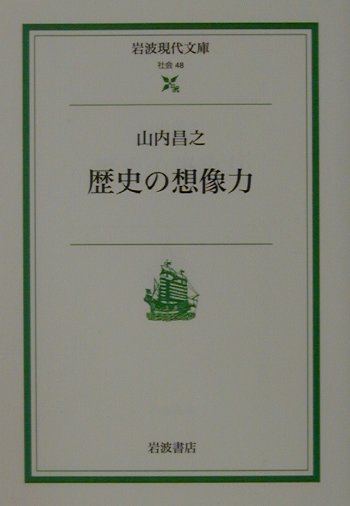 岩波現代文庫
社会 48
山内昌之
歴史の想像力
岩波書店